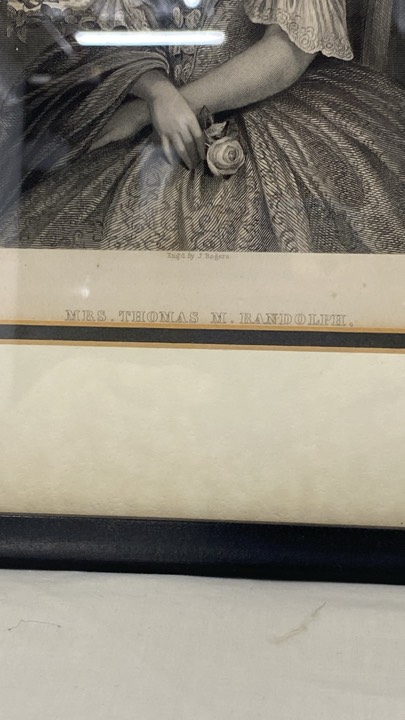 Eng'd by J. Rogers
MRS. THOMAS M. RANDOLPH.